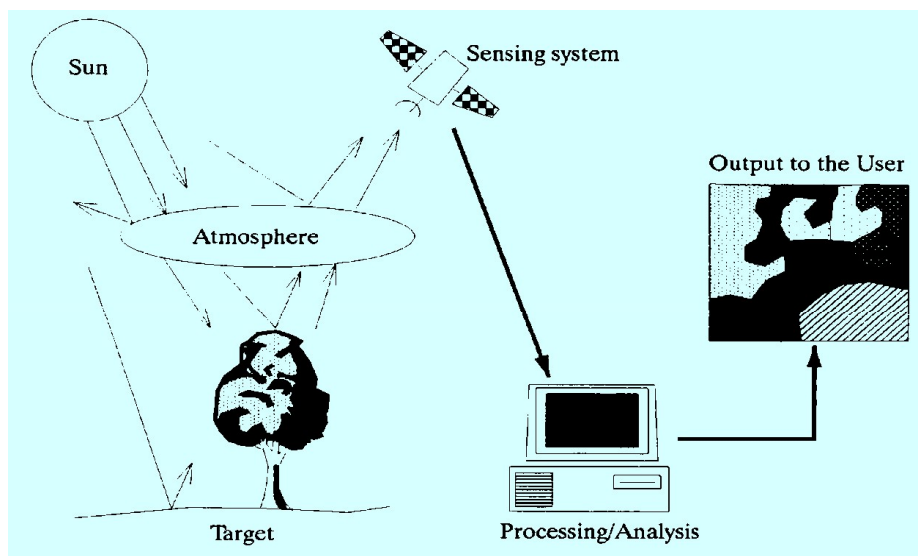 Sun
Sensing system
Output to the User
Atmosphere
Target
Processing/Analysis